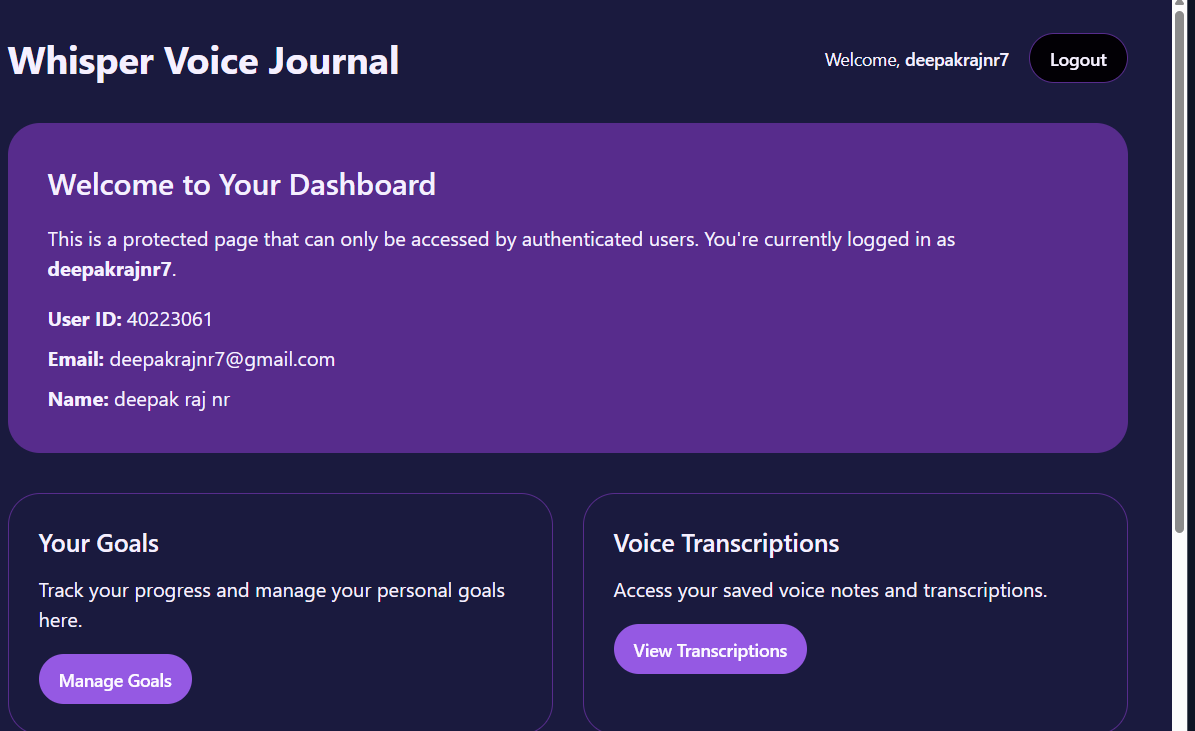 Whisper Voice Journal
Welcome, deepakrajnr7
Logout
Welcome to Your Dashboard
This is a protected page that can only be accessed by authenticated users. You're currently logged in as
deepakrajnr7.
User ID: 40223061
Email: deepakrajnr7@gmail.com
Name: deepak raj nr
Your Goals
Track your progress and manage your personal goals
here.
Manage Goals
Voice Transcriptions
Access your saved voice notes and transcriptions.
View Transcriptions